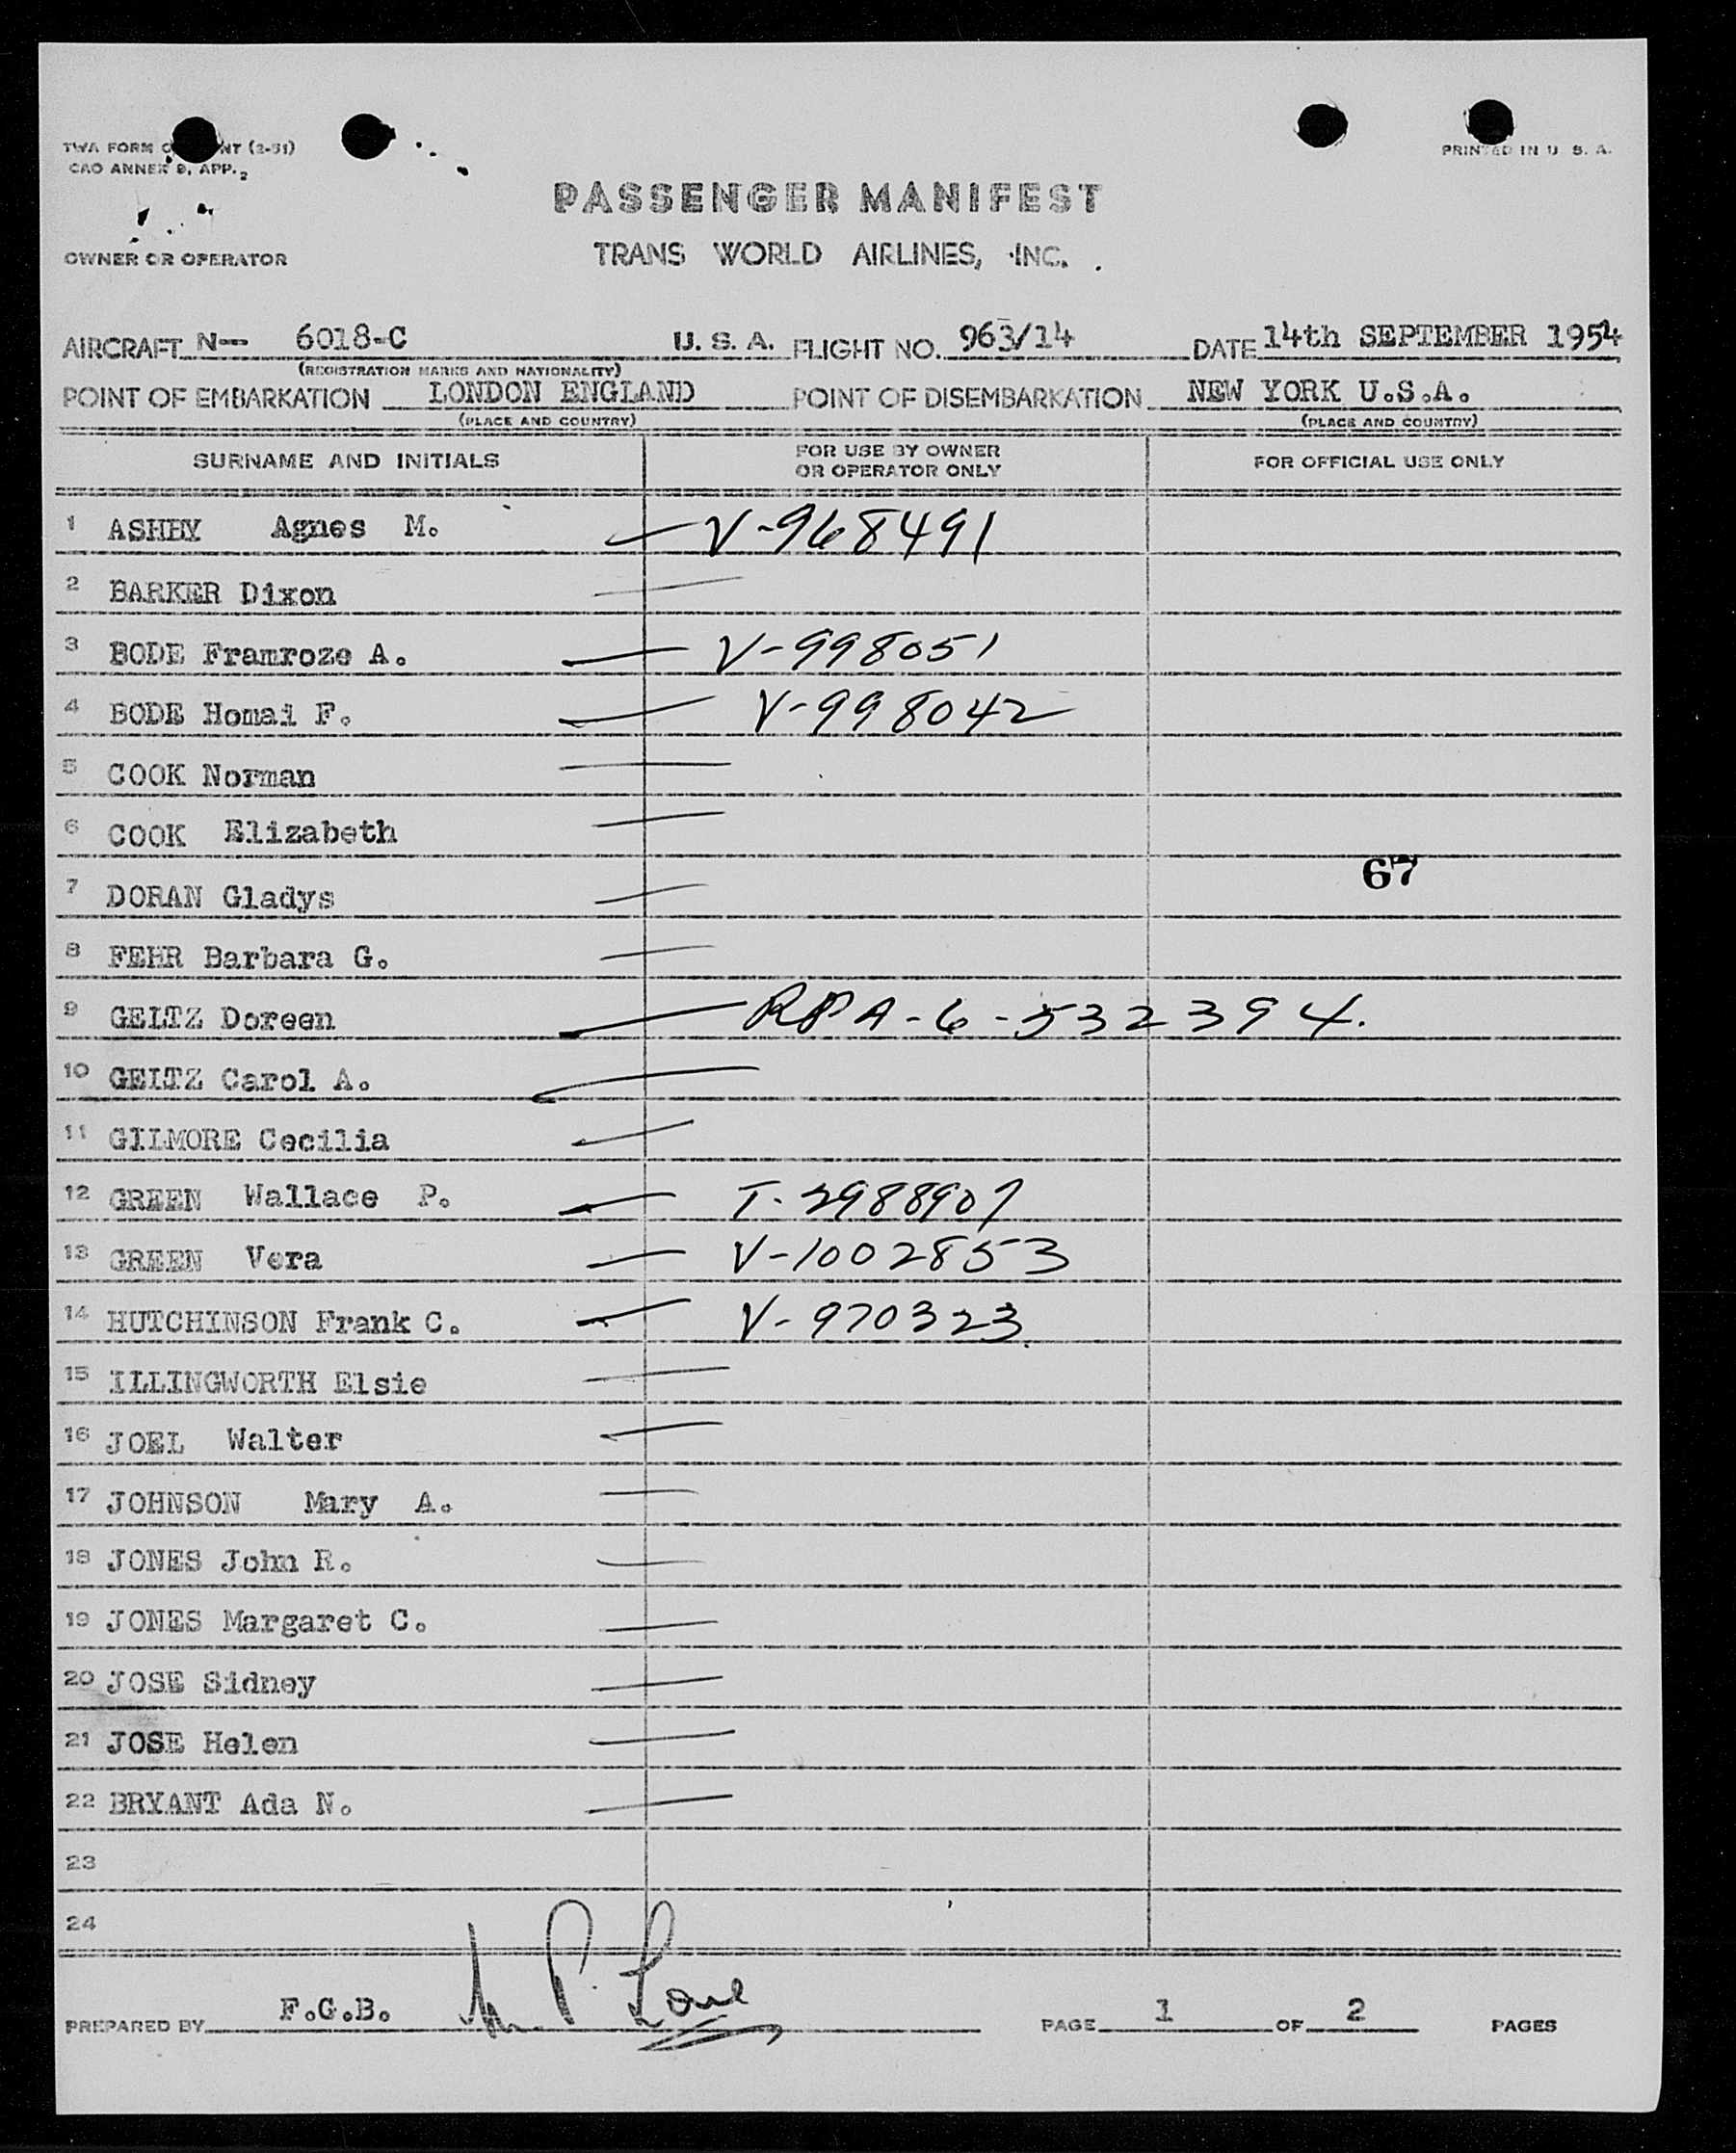 TWA FORM NT (2-51)
CAO ANNEX 9, APP. 2
PRINTED IN U. S. A.
PASSENGER MANIFEST
OWNER OR OPERATOR
TRANS WORLD AIRLINES, INC.
AIRCRAFT N-- 6018-C U. S. A. FLIGHT NO. 963/14 DATE 14th SEPTEMBER 1954
(REGISTRATION MARKS AND NATIONALITY)
POINT OF EMBARKATION LONDON ENGLAND POINT OF DISEMBARKATION NEW YORK U.S.A.
(PLACE AND COUNTRY) (PLACE AND COUNTRY)
SURNAME AND INITIALS FOR USE BY OWNER OR OPERATOR ONLY FOR OFFICIAL USE ONLY
1 ASHBY Agnes M. V-968491
2 BARKER Dixon
3 BODE Framroze A. V-998051
4 BODE Homai F. V-998042
5 COOK Norman
6 COOK Elizabeth
67
7 DORAN Gladys
8 FEHR Barbara G.
9 GEITZ Doreen RPA-6-532394.
10 GEITZ Carol A.
11 GILMORE Cecilia
12 GREEN Wallace P. T-2988907
13 GREEN Vera V-1002853
14 HUTCHINSON Frank C. V-970323
15 ILLINGWORTH Elsie
16 JOEL Walter
17 JOHNSON Mary A.
18 JONES John R.
19 JONES Margaret C.
20 JOSE Sidney
21 JOSE Helen
22 BRYANT Ada N.
23
24
PREPARED BY F.G.B. PAGE 1 OF 2 PAGES